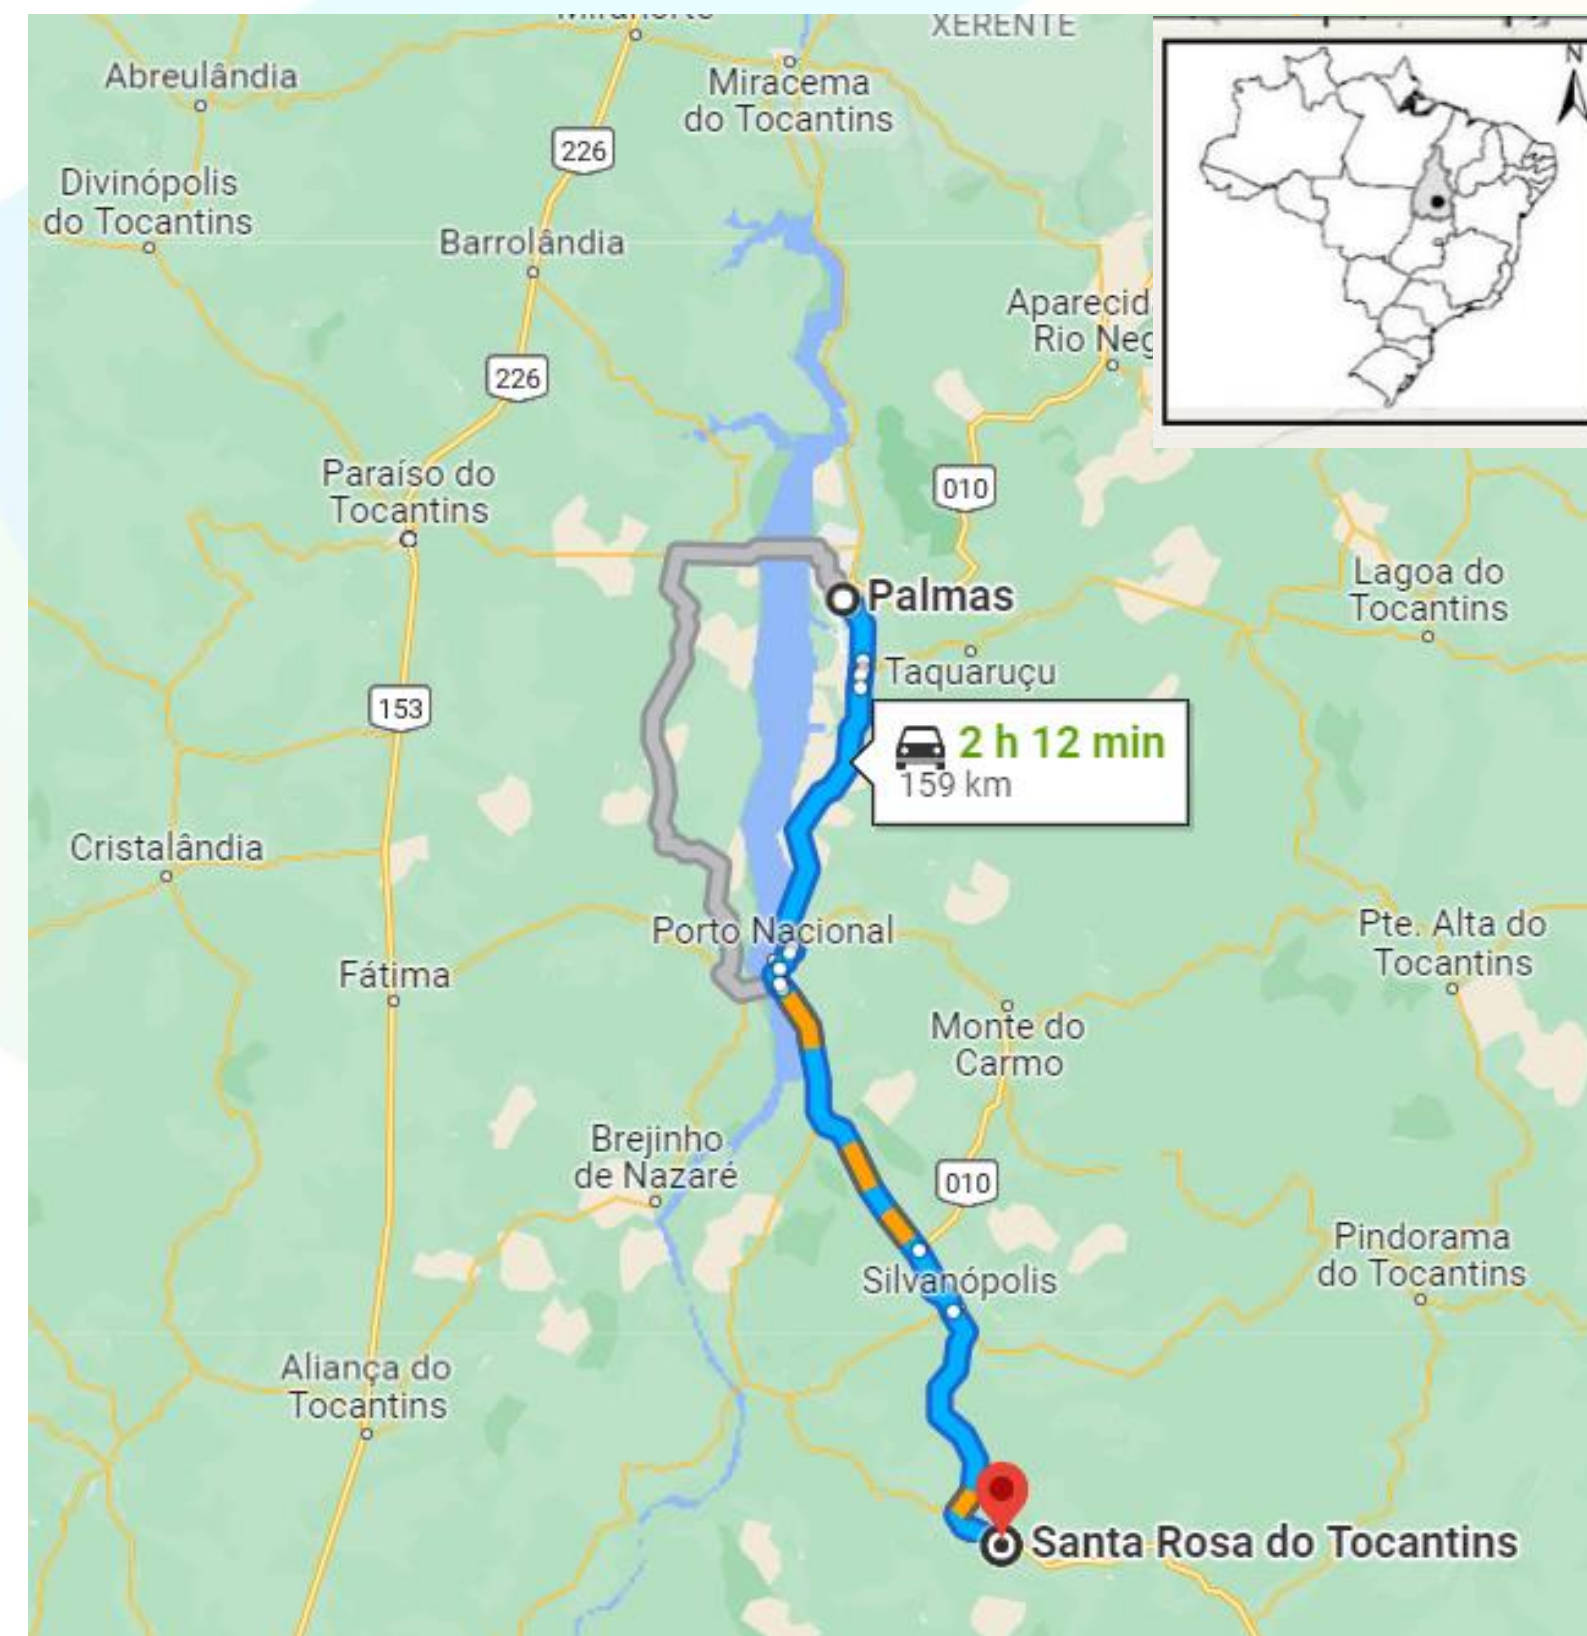 XERENTE
N
Abreulândia
Miracema
do Tocantins
226
Divinópolis
do Tocantins
Barrolândia
Aparecid
Rio Neg
226
Paraíso do
Tocantins
010
Lagoa do
Tocantins
Palmas
Taquaruçu
153
2 h 12 min
159 km
Cristalândia
Porto Nacional
Pte. Alta do
Tocantins
Fátima
Monte do
Carmo
Brejinho
de Nazaré
010
Pindorama
do Tocantins
Silvanópolis
Aliança do
Tocantins
Santa Rosa do Tocantins